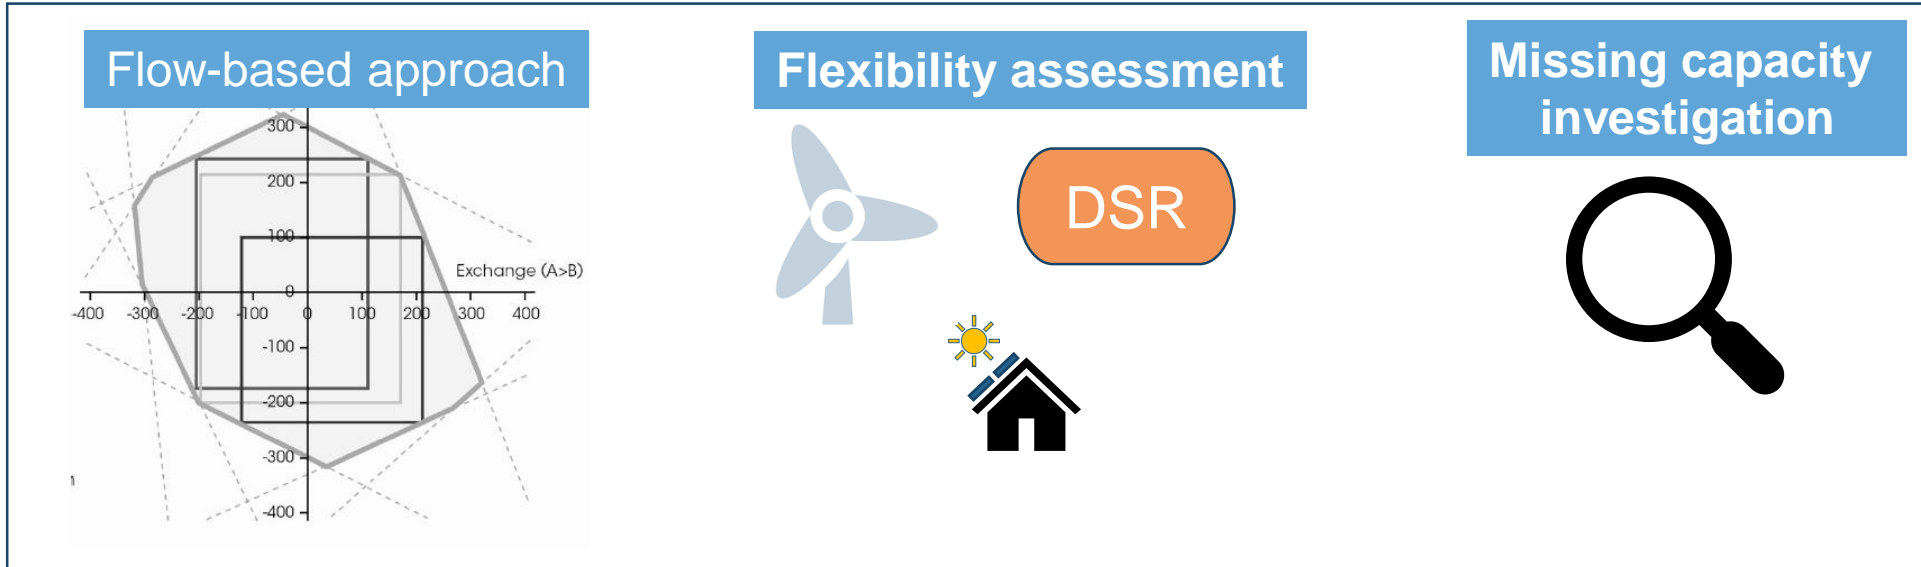 Flow-based approach
300
200
100
Exchange (A>B)
0
-400 -300 -200 -100 0 100 200 300 400
-100
-200
-300
-400
Flexibility assessment
DSR
Missing capacity
investigation